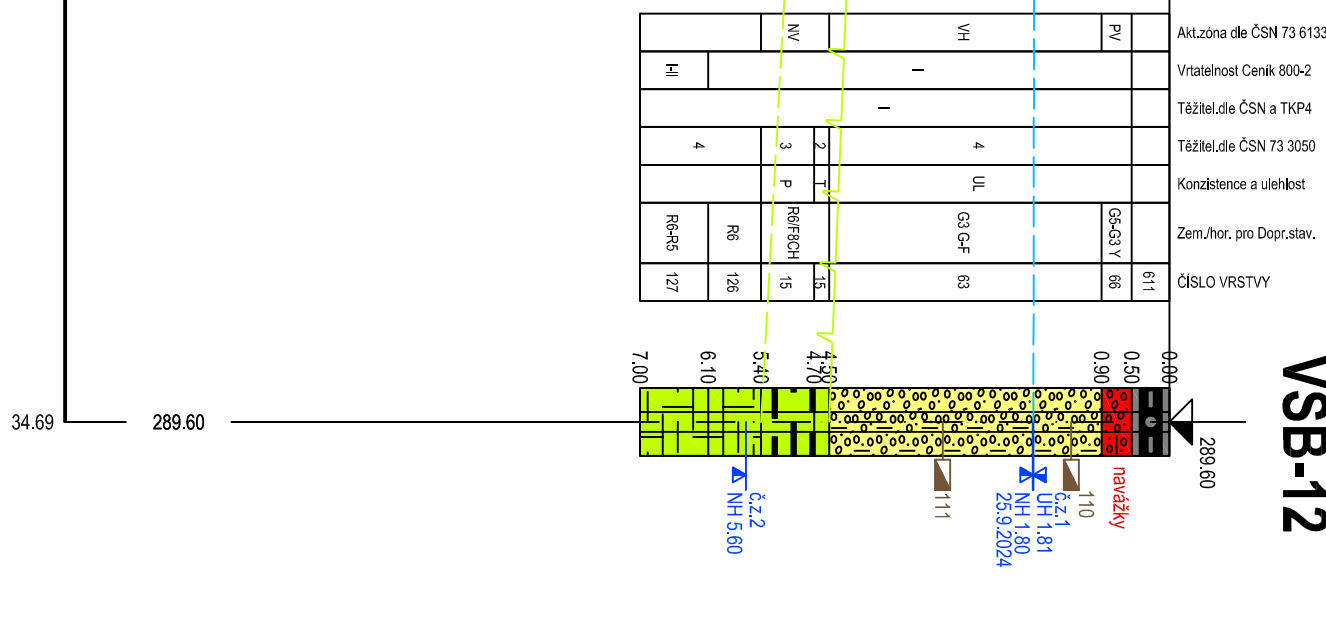 VSB-12
Akt.zóna dle ČSN 73 6133
NV
VH
PV
Vrtatelnost Ceník 800-2
I-II
I
Těžitel.dle ČSN a TKP4
I
Těžitel.dle ČSN 73 3050
4
3
2
4
Konzistence a ulehlost
P
T
UL
Zem./hor. pro Dopr.stav.
R6-R5
R6
R6/F8CH
G3 G-F
G5-G3 Y
ČÍSLO VRSTVY
127
126
15
15
63
66
611
7.00
6.10
5.40
4.70
4.50
0.90
0.50
0.00
34.69
289.60
289.60
navážky
110
č.z.1
ÚH 1.81
NH 1.80
25.9.2024
111
č.z.2
NH 5.60